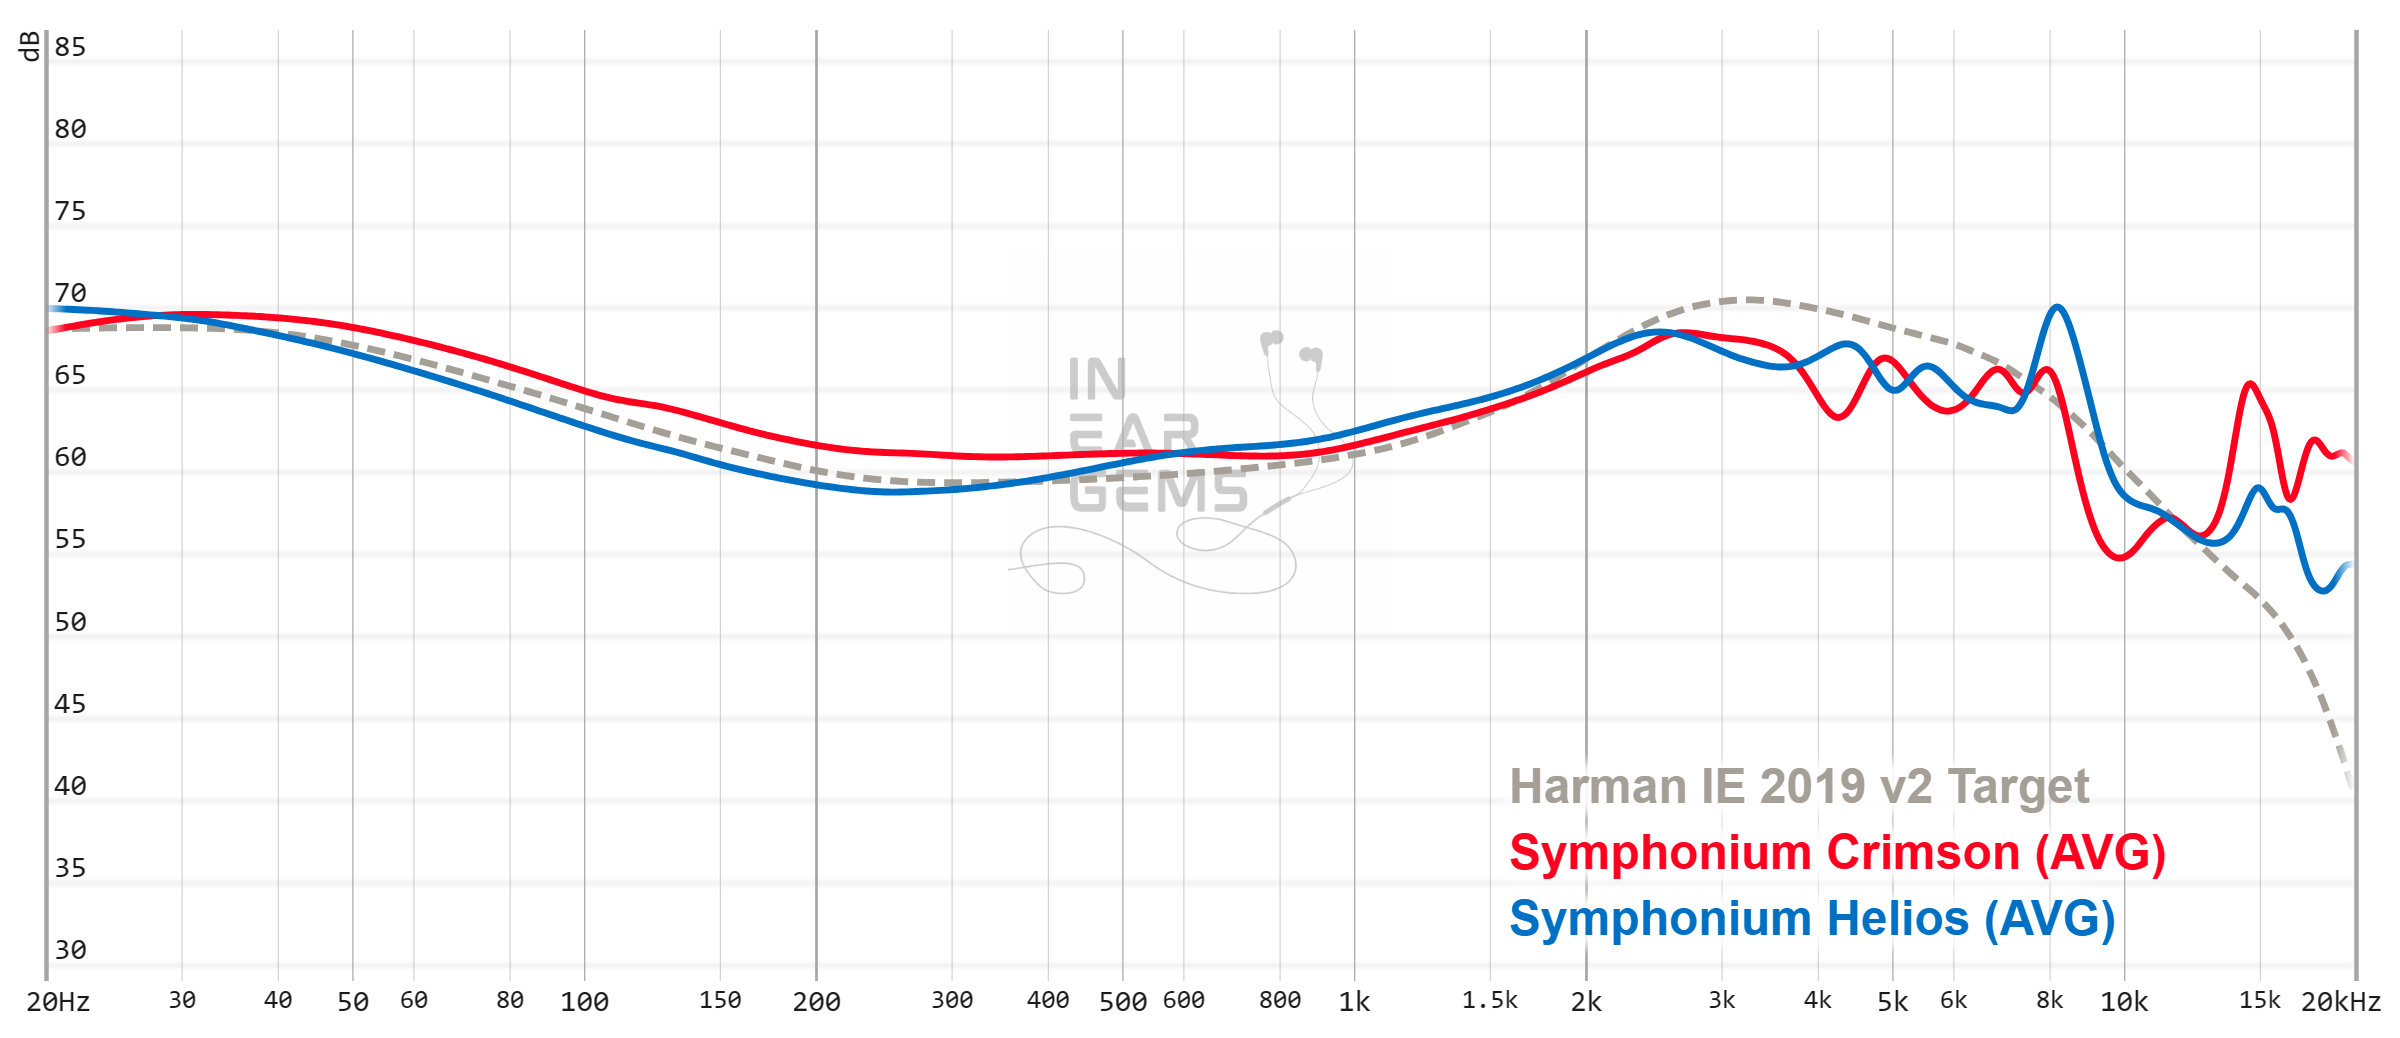 dB
85
80
75
70
65
60
55
50
45
40
35
30
IN
EAR
GEMS
Harman IE 2019 v2 Target
Symphonium Crimson (AVG)
Symphonium Helios (AVG)
20Hz 30 40 50 60 80 100 150 200 300 400 500 600 800 1k 1.5k 2k 3k 4k 5k 6k 8k 10k 15k 20kHz